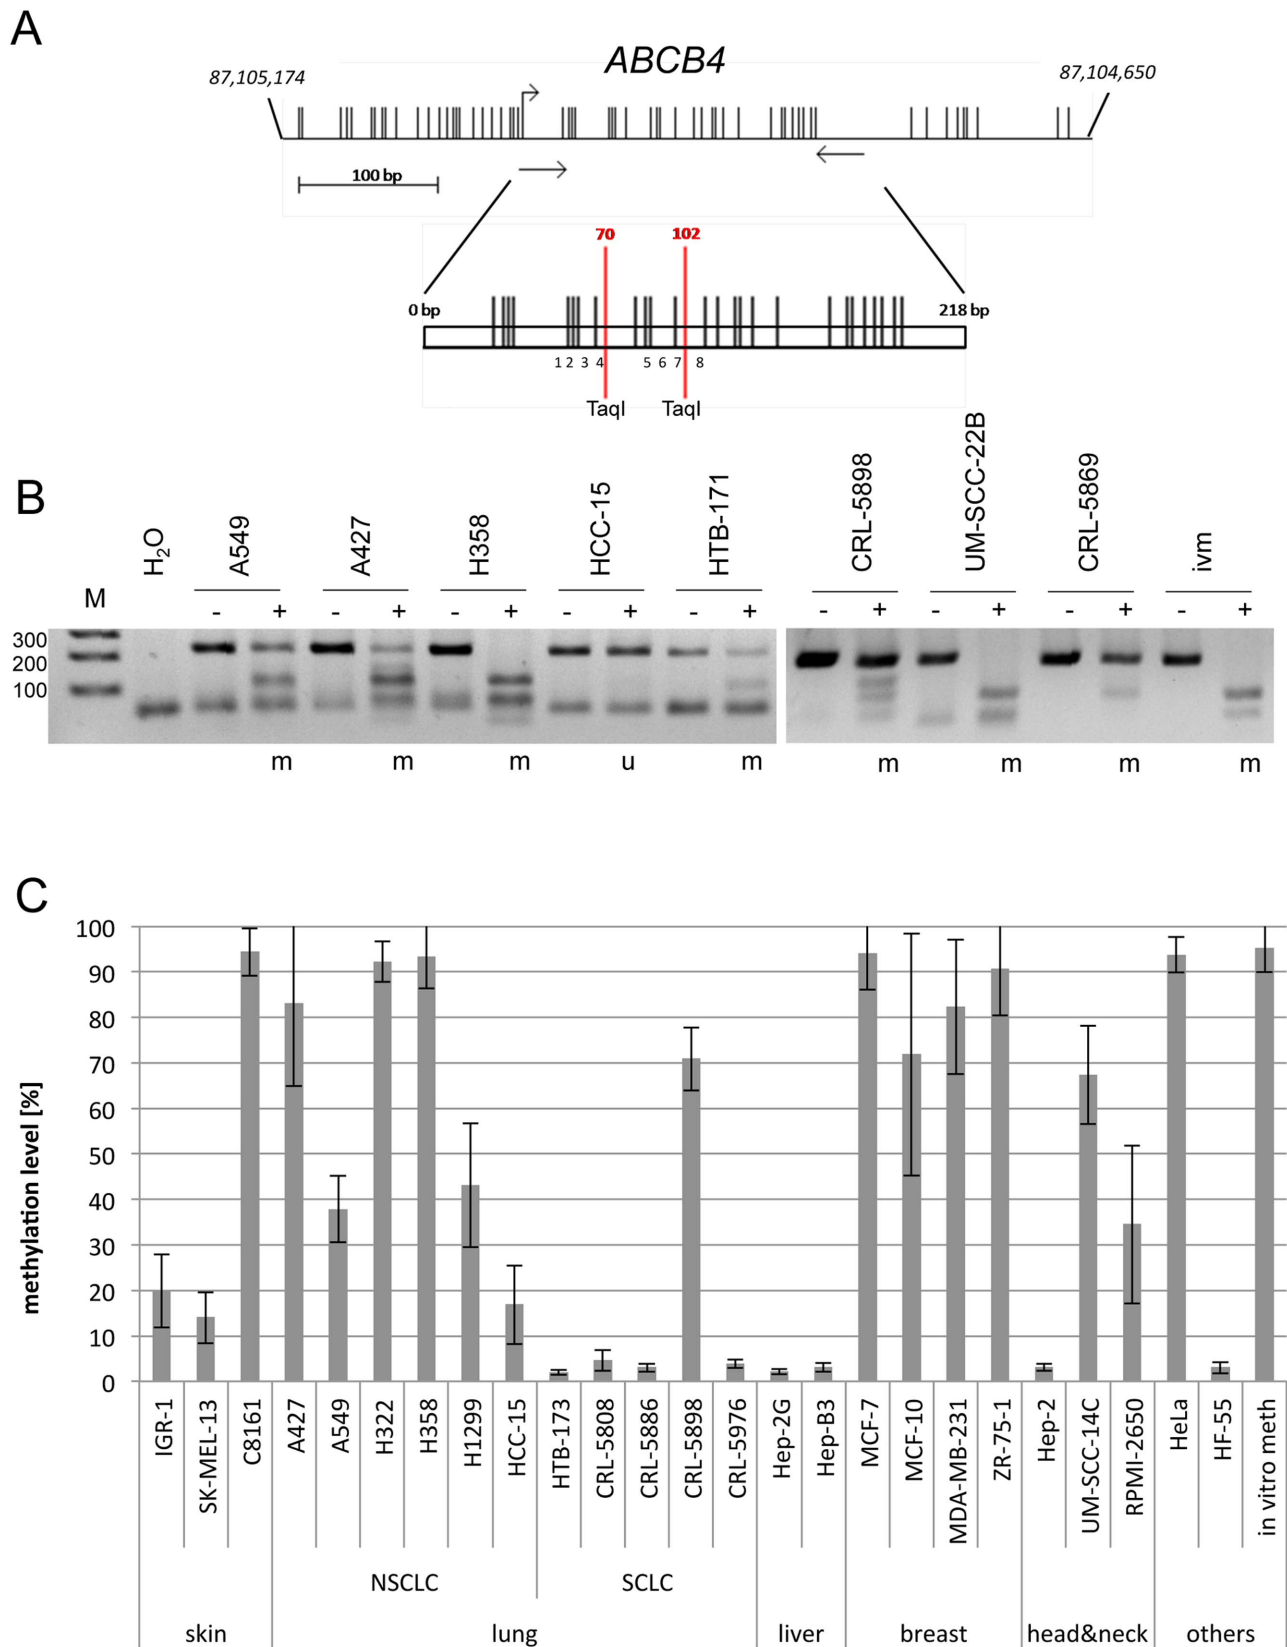 A
ABCB4
87,105,174
87,104,650
100 bp
70 102
0 bp
218 bp
1 2 3 4 5 6 7 8
TaqI TaqI
B
H2O A549 A427 H358 HCC-15 HTB-171 CRL-5898 UM-SCC-22B CRL-5869 ivm
M - + - + - + - + - + - + - + - + - +
300
200
100
m m m u m m m m m
C
methylation level [%]
100
90
80
70
60
50
40
30
20
10
0
IGR-1 SK-MEL-13 C8161 A427 A549 H322 H358 H1299 HCC-15 HTB-173 CRL-5808 CRL-5886 CRL-5898 CRL-5976 Hep-2G Hep-B3 MCF-7 MCF-10 MDA-MB-231 ZR-75-1 Hep-2 UM-SCC-14C RPMI-2650 HeLa HF-55 in vitro meth
NSCLC SCLC
skin lung liver breast head&neck others